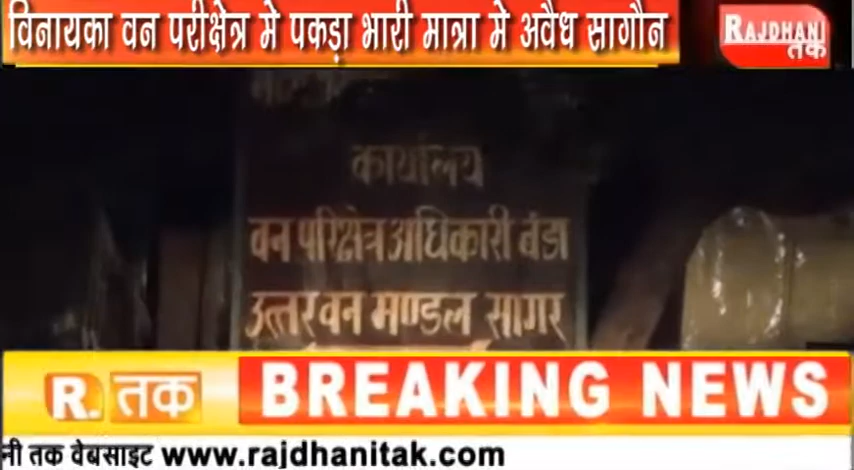 विनायका वन परीक्षेत्र मे पकड़ा भारी मात्रा मे अवैध सागौन
RAJDHANI
तक
कार्यालय
वन परिक्षेत्र अधिकारी बंडा
उत्तर वन मण्डल सागर
R. तक
BREAKING NEWS
नी तक वेबसाइट www.rajdhanitak.com